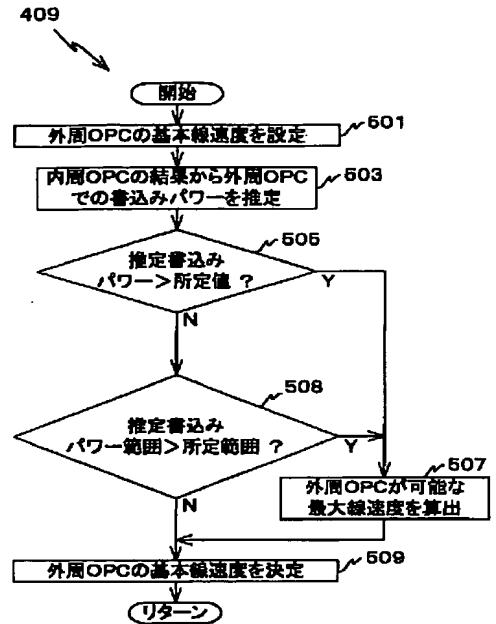 409
開始
外周OPCの基本線速度を設定
501
内周OPCの結果から外周OPC
での書込みパワーを推定
503
推定書込み
パワー>所定値 ?
505
Y
N
推定書込み
パワー範囲>所定範囲 ?
508
Y
N
外周OPCが可能な
最大線速度を算出
507
外周OPCの基本線速度を決定
509
リターン